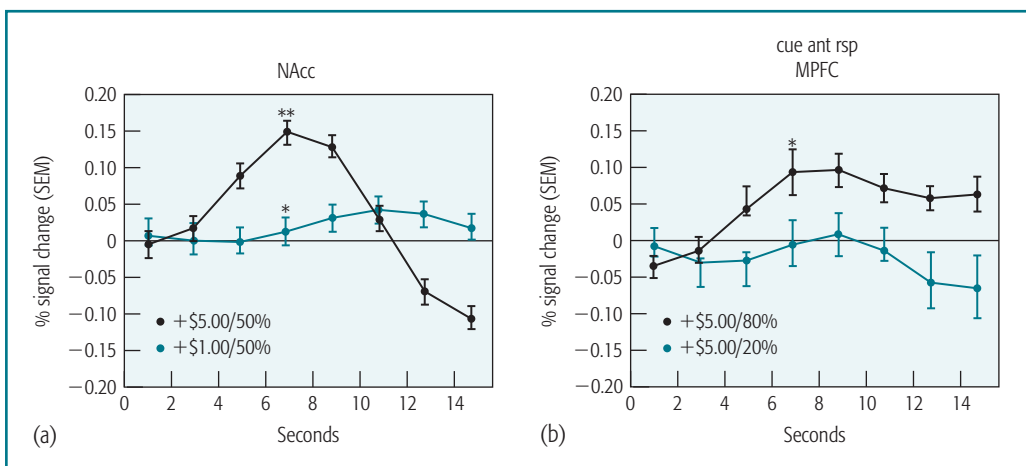 NAcc
0.20
0.15
0.10
0.05
0
−0.05
−0.10
−0.15
−0.20
% signal change (SEM)
**
*
+$5.00/50%
+$1.00/50%
0 2 4 6 8 10 12 14
Seconds
(a)
cue ant rsp
MPFC
0.20
0.15
0.10
0.05
0
−0.05
−0.10
−0.15
−0.20
% signal change (SEM)
*
+$5.00/80%
+$5.00/20%
0 2 4 6 8 10 12 14
Seconds
(b)